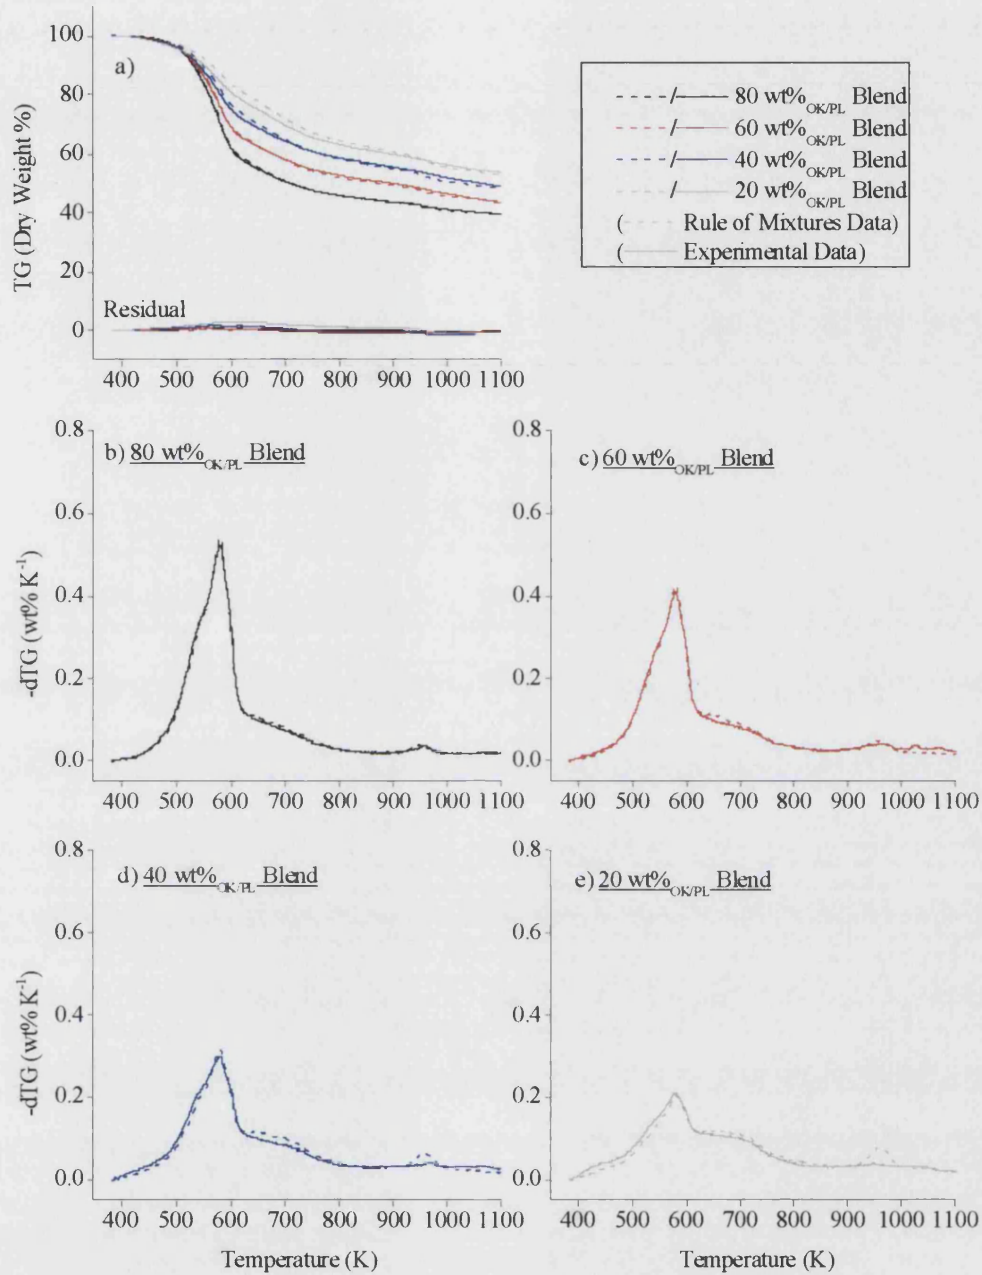 100
80
60
40
20
0
TG (Dry Weight %)
a)
Residual
400 500 600 700 800 900 1000 1100
/ 80 wt%OK/PL Blend
/ 60 wt%OK/PL Blend
/ 40 wt%OK/PL Blend
/ 20 wt%OK/PL Blend
( Rule of Mixtures Data)
( Experimental Data)
b) 80 wt%OK/PL Blend
0.8
0.6
0.4
0.2
0.0
-dTG (wt% K-1)
400 500 600 700 800 900 1000 1100
c) 60 wt%OK/PL Blend
0.8
0.6
0.4
0.2
0.0
400 500 600 700 800 900 1000 1100
d) 40 wt%OK/PL Blend
0.8
0.6
0.4
0.2
0.0
-dTG (wt% K-1)
400 500 600 700 800 900 1000 1100
Temperature (K)
e) 20 wt%OK/PL Blend
0.8
0.6
0.4
0.2
0.0
400 500 600 700 800 900 1000 1100
Temperature (K)